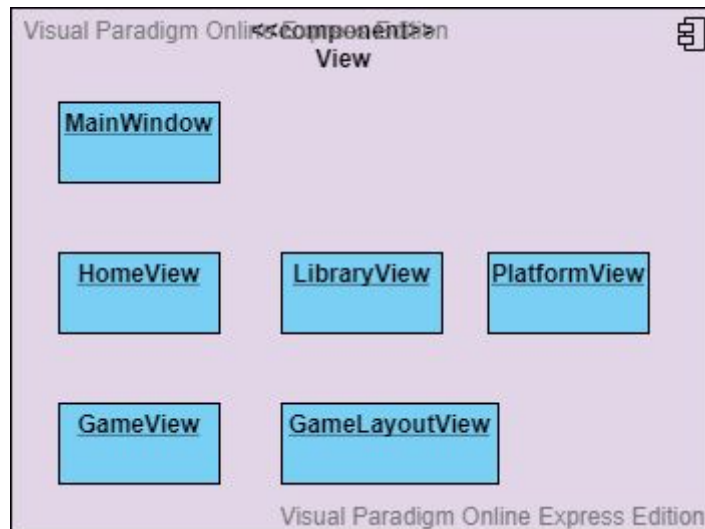 Visual Paradigm Online Express Edition
<<component>>
View
MainWindow
HomeView LibraryView PlatformView
GameView GameLayoutView
Visual Paradigm Online Express Edition